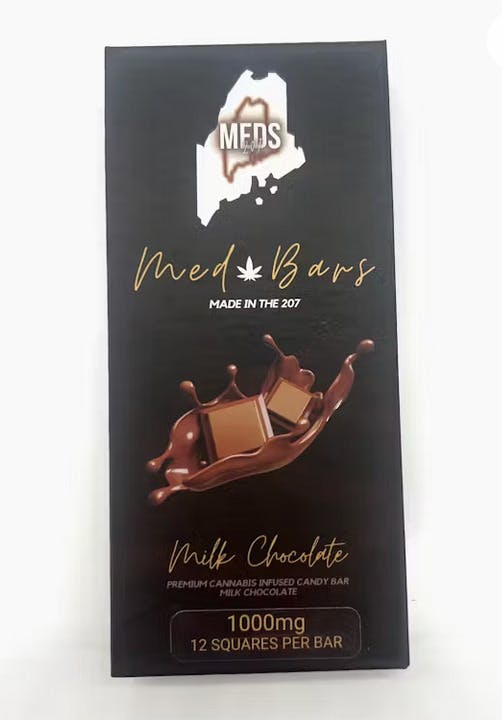 MEDS
Med Bars
MADE IN THE 207
Milk Chocolate
PREMIUM CANNABIS INFUSED CANDY BAR
MILK CHOCOLATE
1000mg
12 SQUARES PER BAR